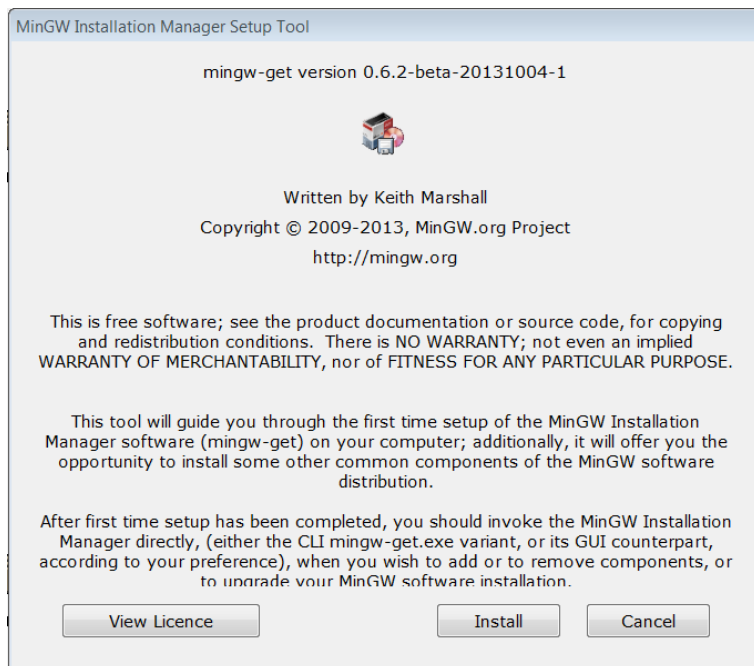 MinGW Installation Manager Setup Tool
mingw-get version 0.6.2-beta-20131004-1
Written by Keith Marshall
Copyright © 2009-2013, MinGW.org Project
http://mingw.org
This is free software; see the product documentation or source code, for copying
and redistribution conditions.  There is NO WARRANTY; not even an implied
WARRANTY OF MERCHANTABILITY, nor of FITNESS FOR ANY PARTICULAR PURPOSE.
This tool will guide you through the first time setup of the MinGW Installation
Manager software (mingw-get) on your computer; additionally, it will offer you the
opportunity to install some other common components of the MinGW software
distribution.
After first time setup has been completed, you should invoke the MinGW Installation
Manager directly, (either the CLI mingw-get.exe variant, or its GUI counterpart,
according to your preference), when you wish to add or to remove components, or
to upgrade your MinGW software installation.
View Licence
Install
Cancel